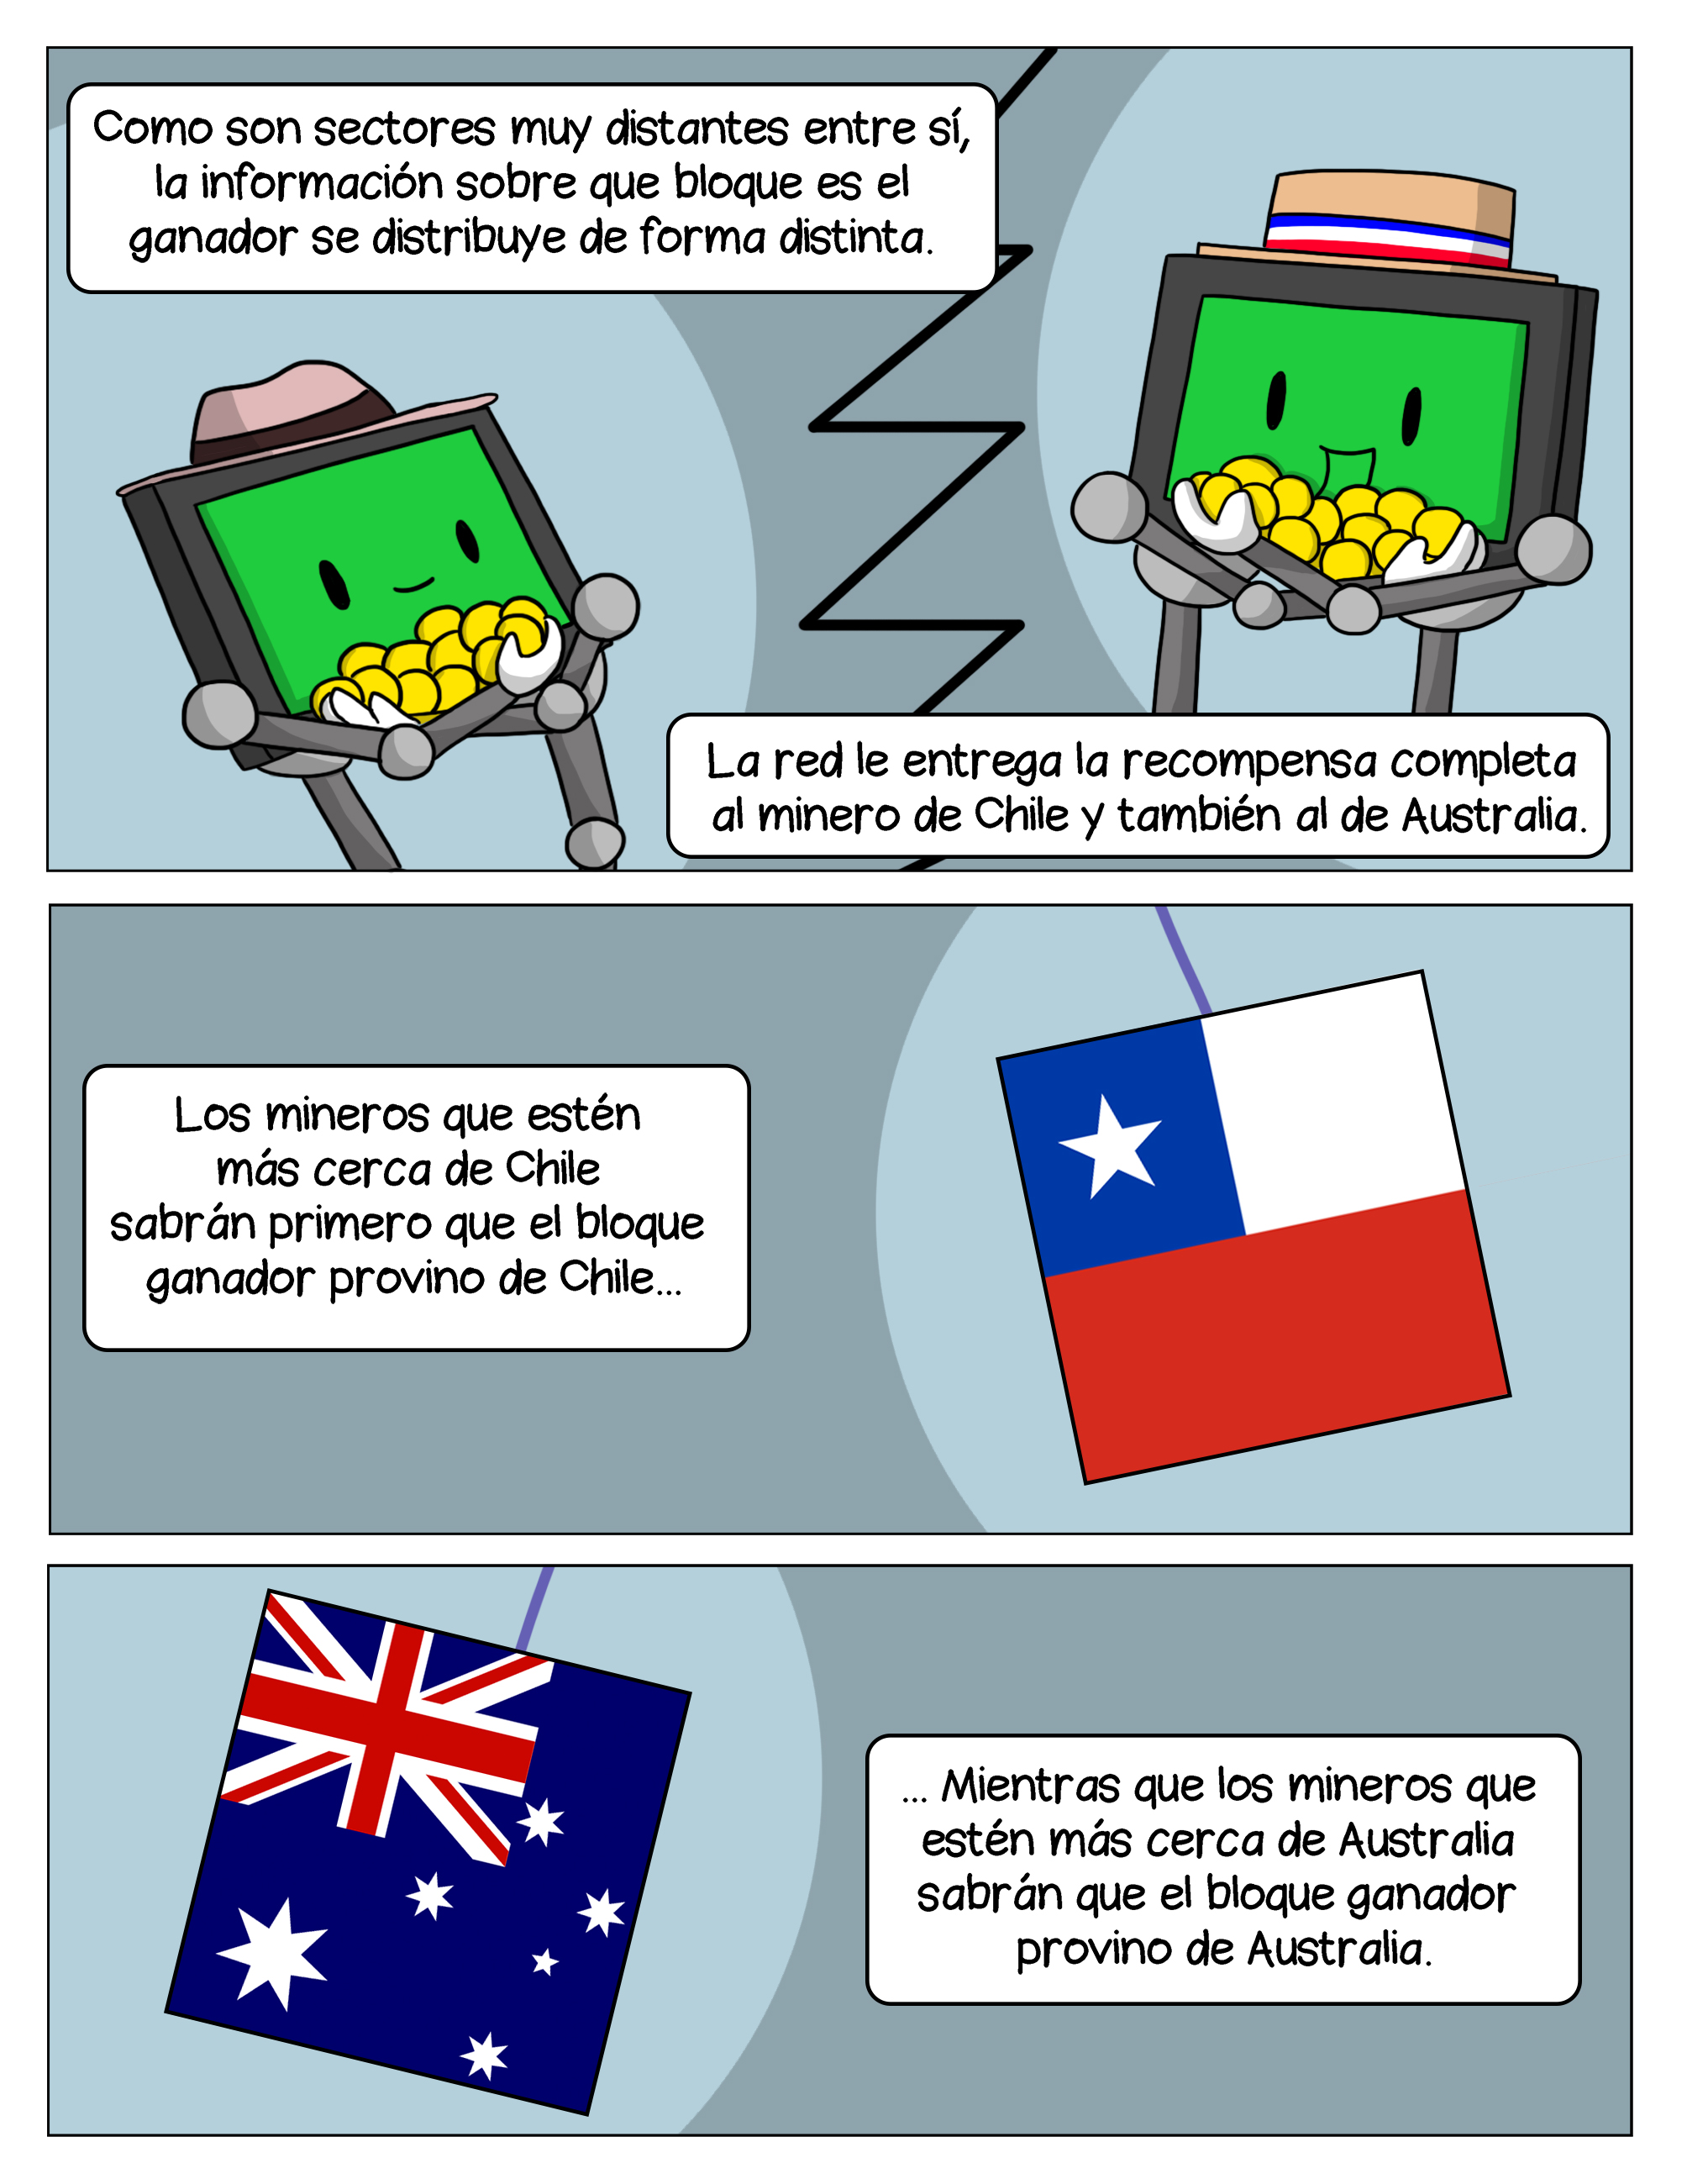 Como son sectores muy distantes entre sí,
la información sobre que bloque es el
ganador se distribuye de forma distinta.
La red le entrega la recompensa completa
al minero de Chile y también al de Australia.
Los mineros que estén
más cerca de Chile
sabrán primero que el bloque
ganador provino de Chile...
... Mientras que los mineros que
estén más cerca de Australia
sabrán que el bloque ganador
provino de Australia.